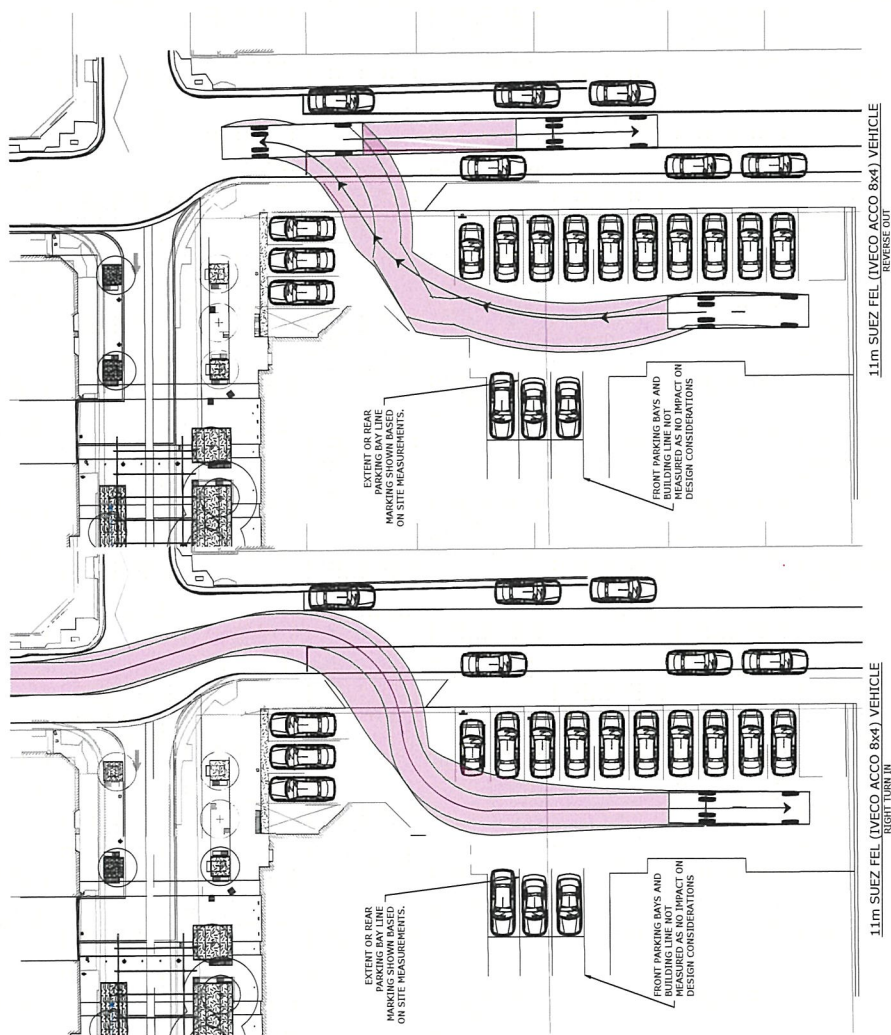 EXTENT OR REAR
PARKING BAY LINE
MARKING SHOWN BASED
ON SITE MEASUREMENTS.
FRONT PARKING BAYS AND
BUILDING LINE NOT
MEASURED AS NO IMPACT ON
DESIGN CONSIDERATIONS
11m SUEZ FEL (IVECO ACCO 8x4) VEHICLE
RIGHT TURN IN
EXTENT OR REAR
PARKING BAY LINE
MARKING SHOWN BASED
ON SITE MEASUREMENTS.
FRONT PARKING BAYS AND
BUILDING LINE NOT
MEASURED AS NO IMPACT ON
DESIGN CONSIDERATIONS
11m SUEZ FEL (IVECO ACCO 8x4) VEHICLE
REVERSE OUT